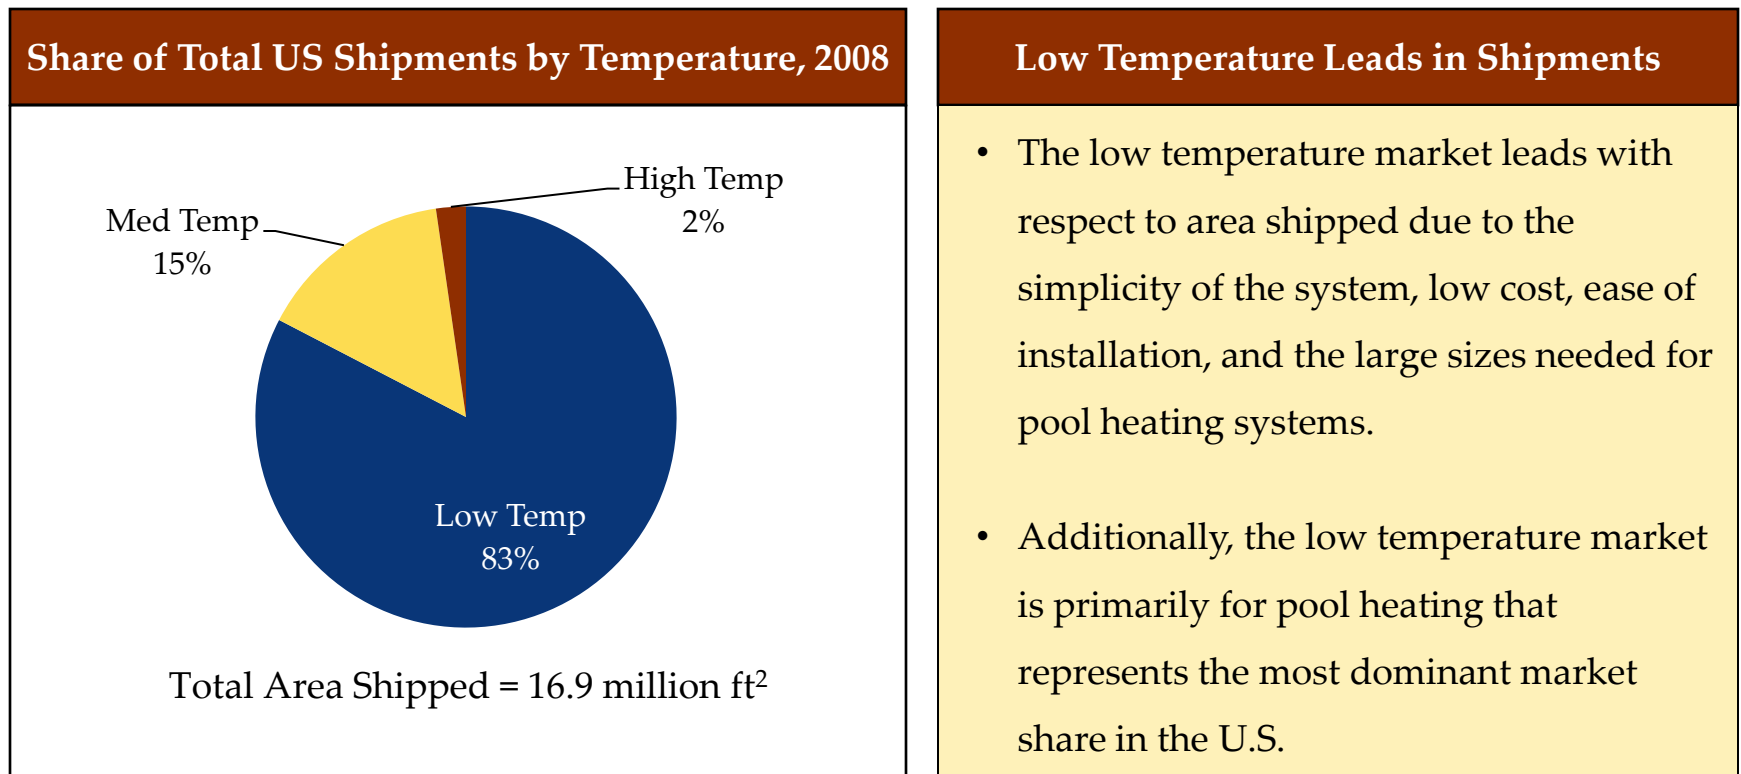 Share of Total US Shipments by Temperature, 2008
High Temp
2%
Med Temp
15%
Low Temp
83%
Total Area Shipped = 16.9 million ft²
Low Temperature Leads in Shipments
• The low temperature market leads with
respect to area shipped due to the
simplicity of the system, low cost, ease of
installation, and the large sizes needed for
pool heating systems.
• Additionally, the low temperature market
is primarily for pool heating that
represents the most dominant market
share in the U.S.